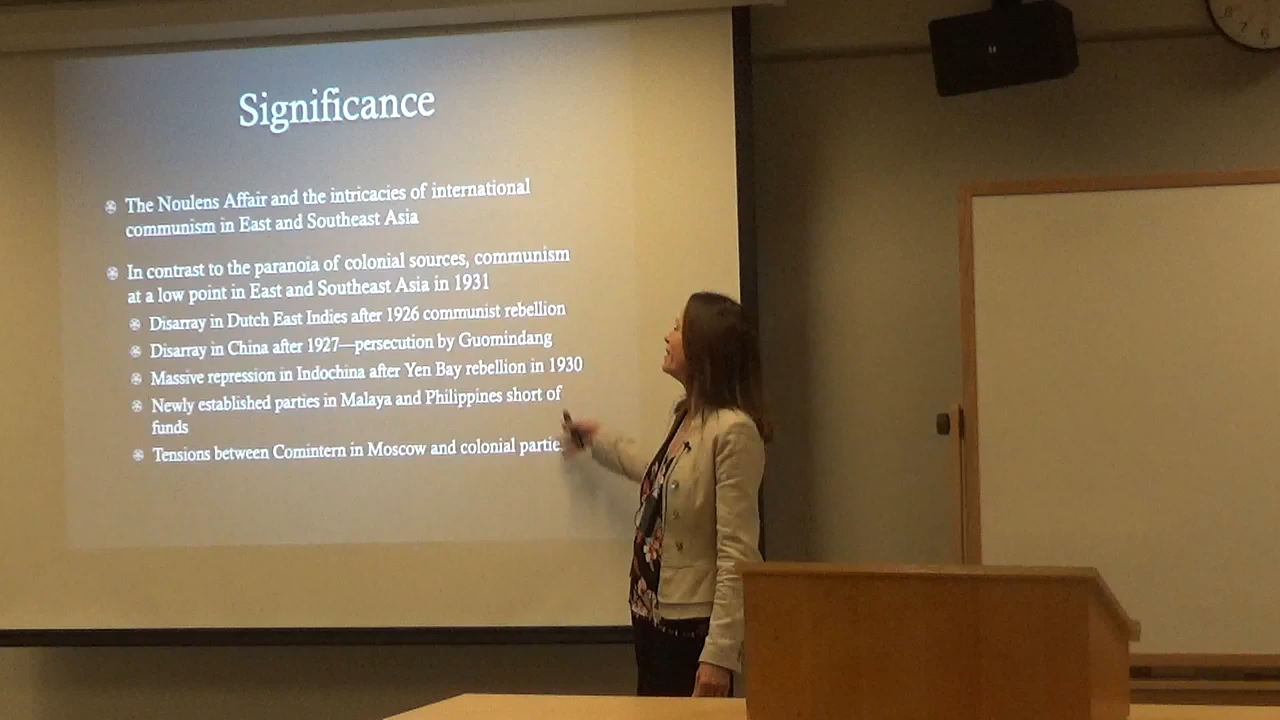 Significance
The Noulens Affair and the intricacies of international
communism in East and Southeast Asia
In contrast to the paranoia of colonial sources, communism
at a low point in East and Southeast Asia in 1931
Disarray in Dutch East Indies after 1926 communist rebellion
Disarray in China after 1927—persecution by Guomindang
Massive repression in Indochina after Yen Bay rebellion in 1930
Newly established parties in Malaya and Philippines short of
funds
Tensions between Comintern in Moscow and colonial partie
8 7 6